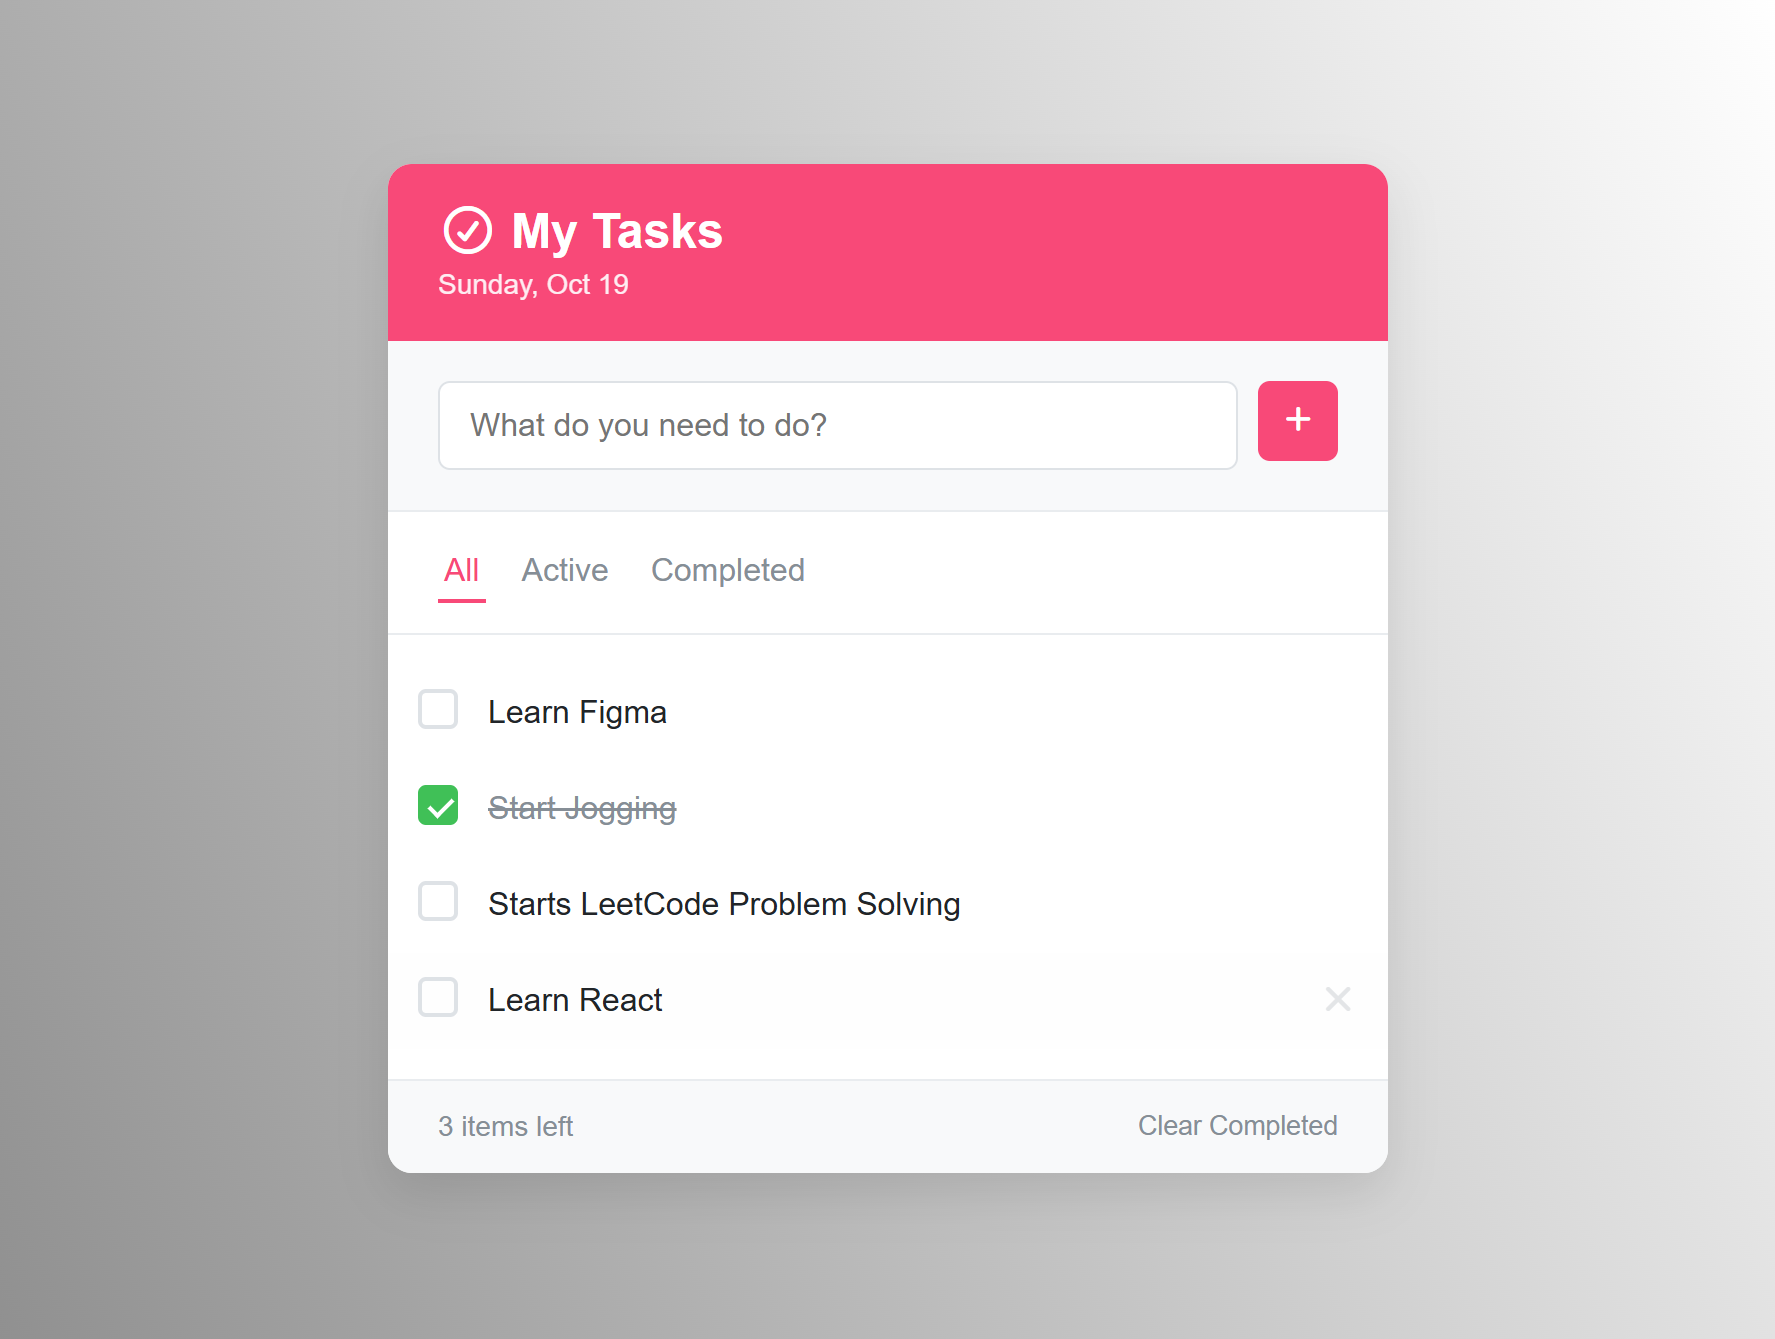 My Tasks
Sunday, Oct 19
What do you need to do?
All Active Completed
Learn Figma
Start Jogging
Starts LeetCode Problem Solving
Learn React
3 items left Clear Completed